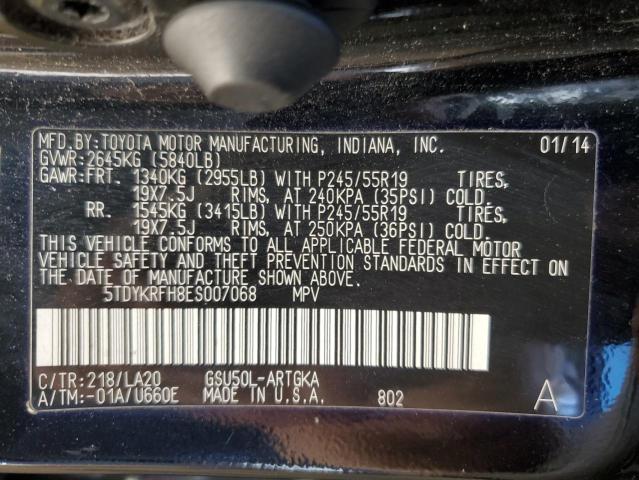 MFD.BY:TOYOTA MOTOR MANUFACTURING, INDIANA, INC. 01/14
GVWR:2645KG (5840LB)
GAWR:FRT. 1340KG (2955LB) WITH P245/55R19 TIRES,
19X7.5J RIMS, AT 240KPA (35PSI) COLD.
RR. 1545KG (3415LB) WITH P245/55R19 TIRES,
19X7.5J RIMS, AT 250KPA (36PSI) COLD.
THIS VEHICLE CONFORMS TO ALL APPLICABLE FEDERAL MOTOR
VEHICLE SAFETY AND THEFT PREVENTION STANDARDS IN EFFECT ON
THE DATE OF MANUFACTURE SHOWN ABOVE.
5TDYKRFH8ES007068 MPV
C/TR:218/LA20 GSU50L-ARTGKA
A/TM:-01A/U660E MADE IN U.S.A. 802 A